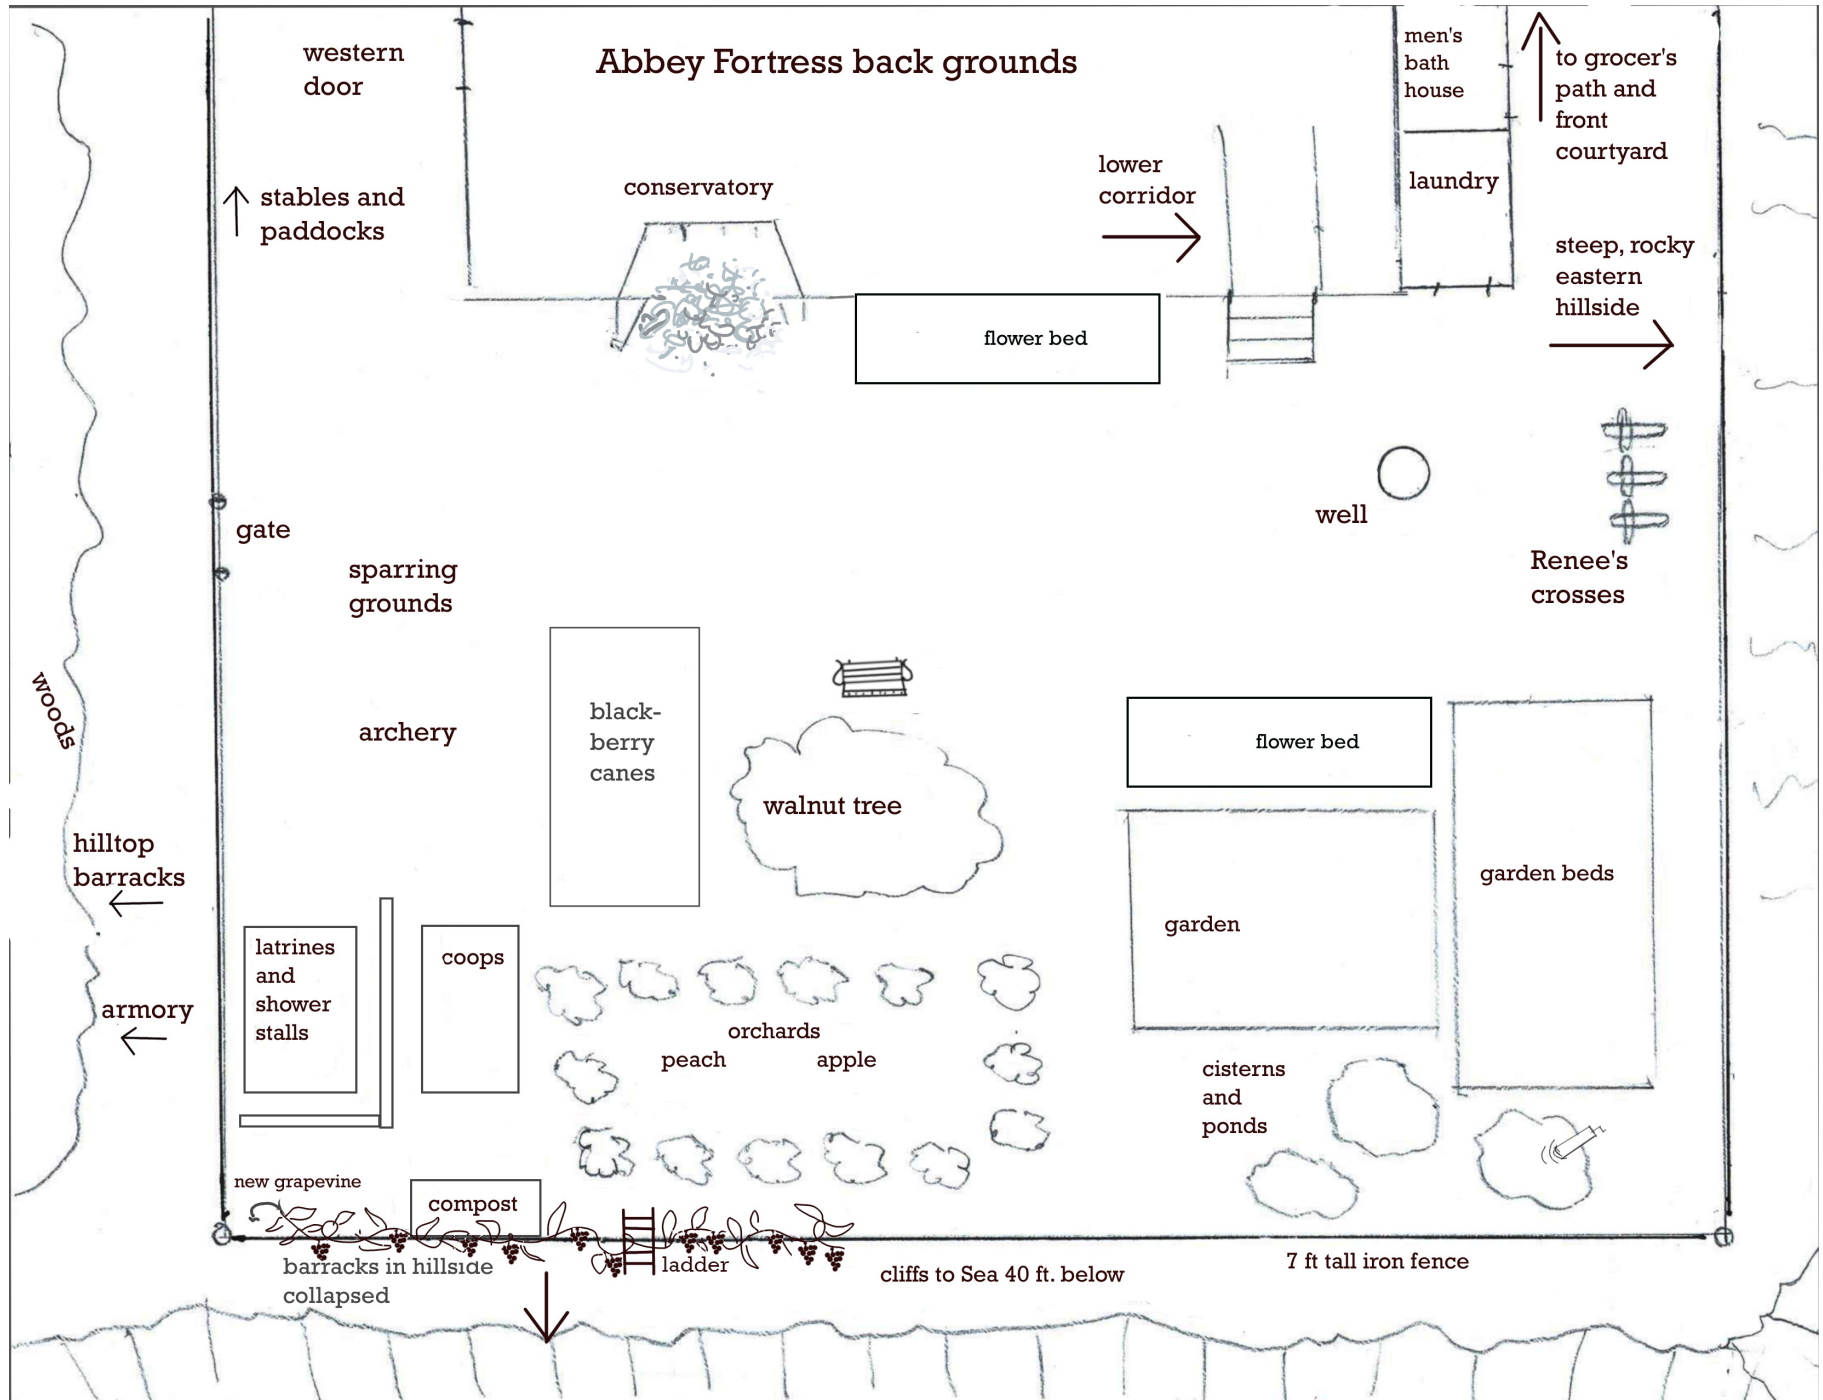 Abbey Fortress back grounds
western
door
men's
bath
house
to grocer's
path and
front
courtyard
stables and
paddocks
conservatory
lower
corridor
laundry
steep, rocky
eastern
hillside
flower bed
gate
well
sparring
grounds
Renee's
crosses
woods
archery
black-
berry
canes
walnut tree
flower bed
hilltop
barracks
garden
garden beds
latrines
and
shower
stalls
coops
armory
orchards
peach
apple
cisterns
and
ponds
new grapevine
compost
barracks in hillside
collapsed
ladder
cliffs to Sea 40 ft. below
7 ft tall iron fence